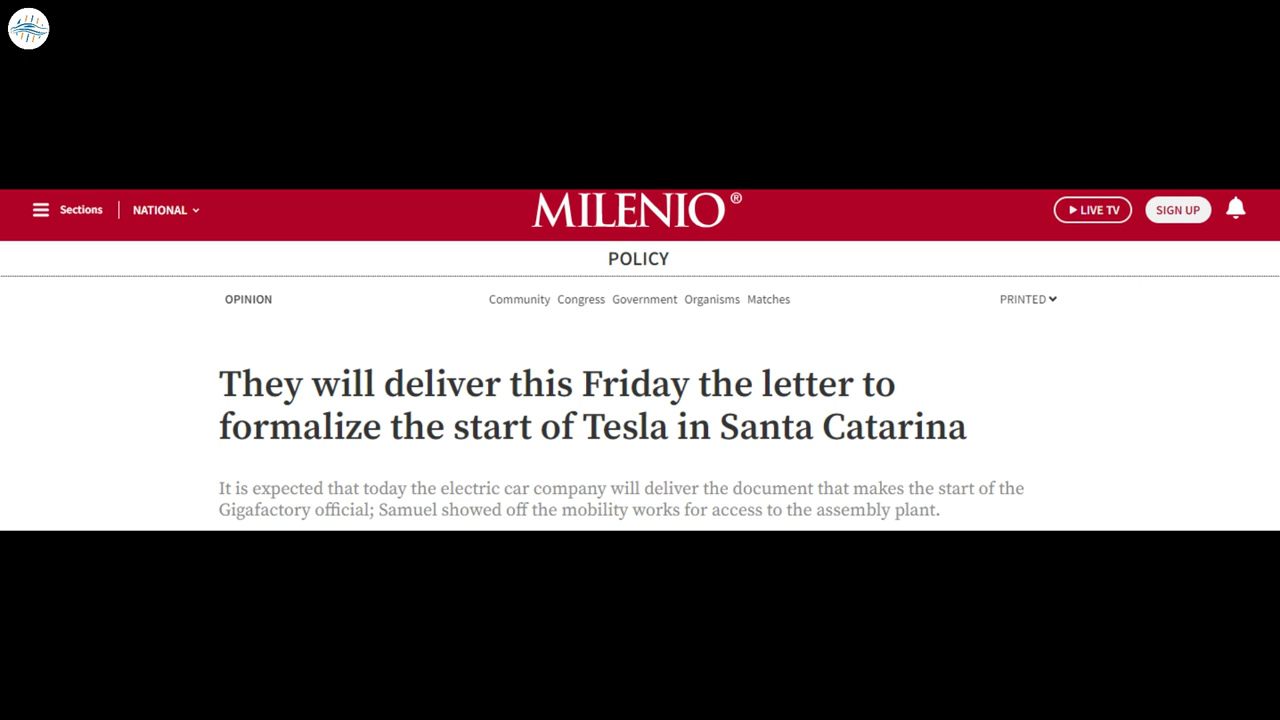 Sections NATIONAL MILENIO® LIVE TV SIGN UP
POLICY
OPINION Community Congress Government Organisms Matches PRINTED
They will deliver this Friday the letter to
formalize the start of Tesla in Santa Catarina
It is expected that today the electric car company will deliver the document that makes the start of the
Gigafactory official; Samuel showed off the mobility works for access to the assembly plant.